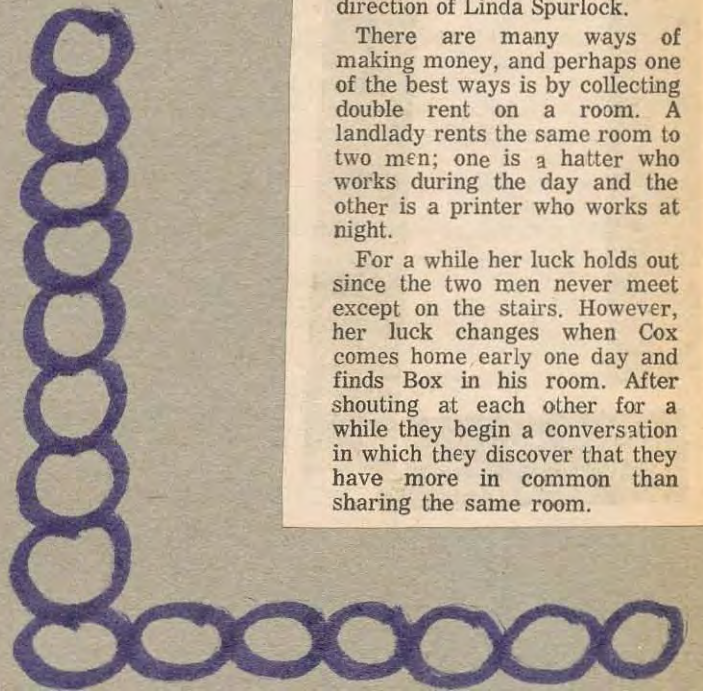 direction of Linda Spurlock.
There are many ways of
making money, and perhaps one
of the best ways is by collecting
double rent on a room. A
landlady rents the same room to
two men; one is a hatter who
works during the day and the
other is a printer who works at
night.
For a while her luck holds out
since the two men never meet
except on the stairs. However,
her luck changes when Cox
comes home early one day and
finds Box in his room. After
shouting at each other for a
while they begin a conversation
in which they discover that they
have more in common than
sharing the same room.